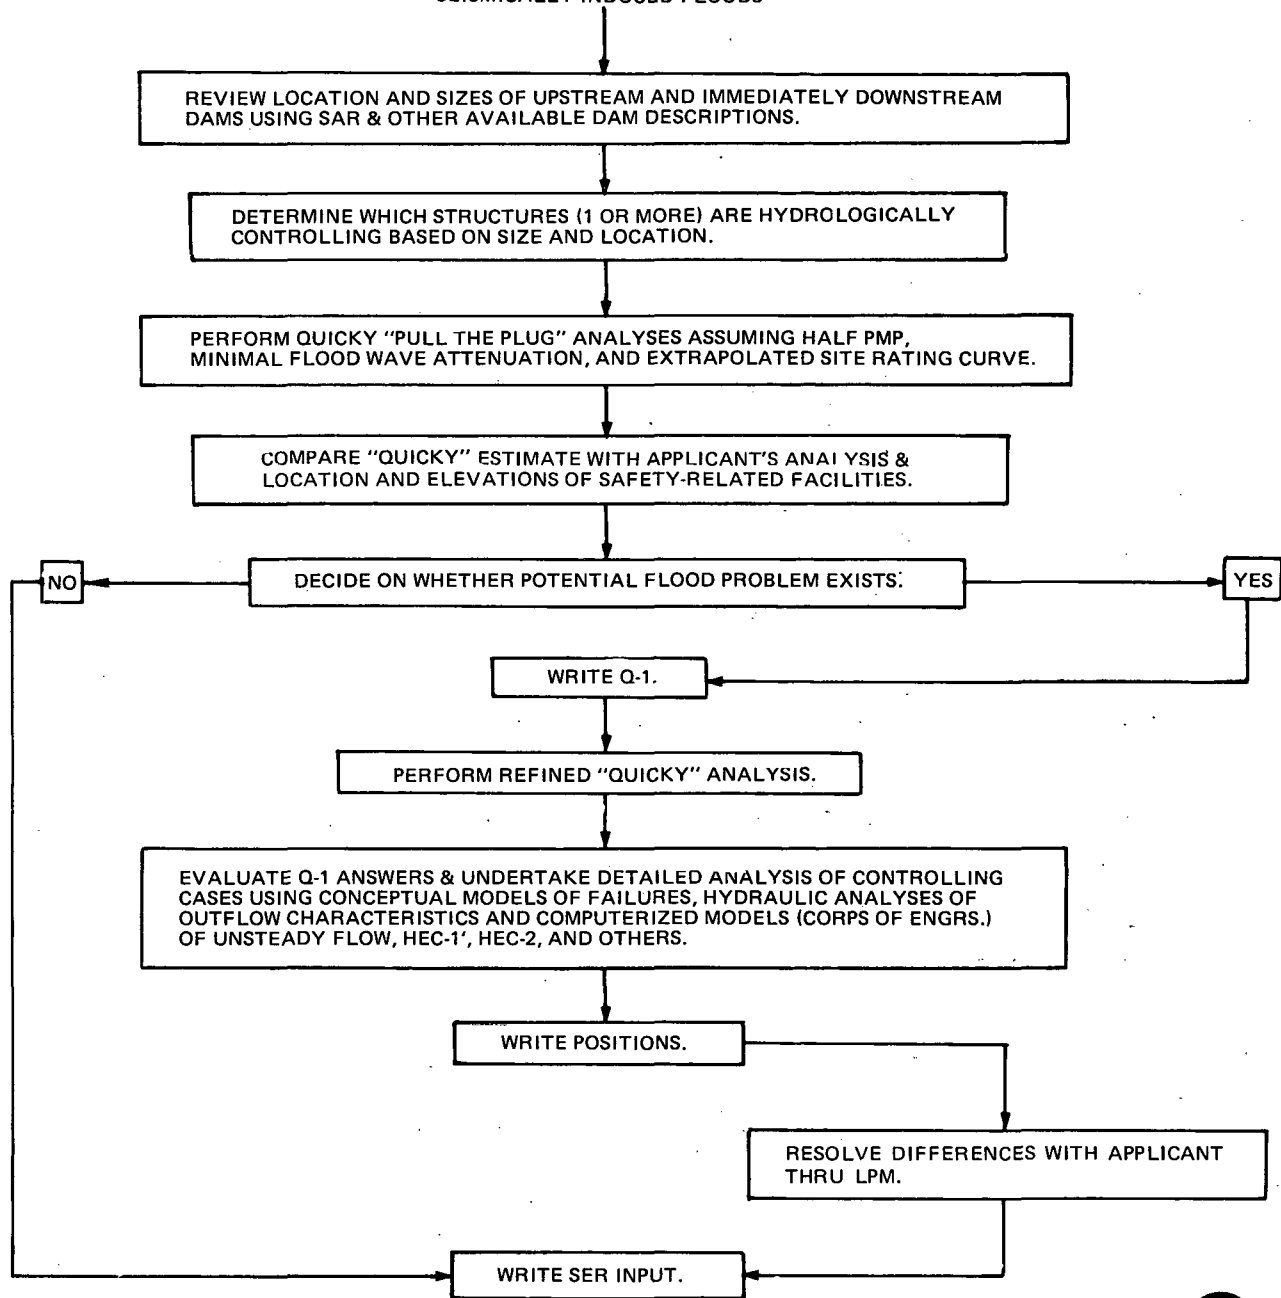 SEISMICALLY INDUCED FLOODS
REVIEW LOCATION AND SIZES OF UPSTREAM AND IMMEDIATELY DOWNSTREAM
DAMS USING SAR & OTHER AVAILABLE DAM DESCRIPTIONS.
DETERMINE WHICH STRUCTURES (1 OR MORE) ARE HYDROLOGICALLY
CONTROLLING BASED ON SIZE AND LOCATION.
PERFORM QUICKY "PULL THE PLUG" ANALYSES ASSUMING HALF PMP,
MINIMAL FLOOD WAVE ATTENUATION, AND EXTRAPOLATED SITE RATING CURVE.
COMPARE "QUICKY" ESTIMATE WITH APPLICANT'S ANALYSIS &
LOCATION AND ELEVATIONS OF SAFETY-RELATED FACILITIES.
NO
DECIDE ON WHETHER POTENTIAL FLOOD PROBLEM EXISTS.
YES
WRITE Q-1.
PERFORM REFINED "QUICKY" ANALYSIS.
EVALUATE Q-1 ANSWERS & UNDERTAKE DETAILED ANALYSIS OF CONTROLLING
CASES USING CONCEPTUAL MODELS OF FAILURES, HYDRAULIC ANALYSES OF
OUTFLOW CHARACTERISTICS AND COMPUTERIZED MODELS (CORPS OF ENGRS.)
OF UNSTEADY FLOW, HEC-1', HEC-2, AND OTHERS.
WRITE POSITIONS.
RESOLVE DIFFERENCES WITH APPLICANT
THRU LPM.
WRITE SER INPUT.